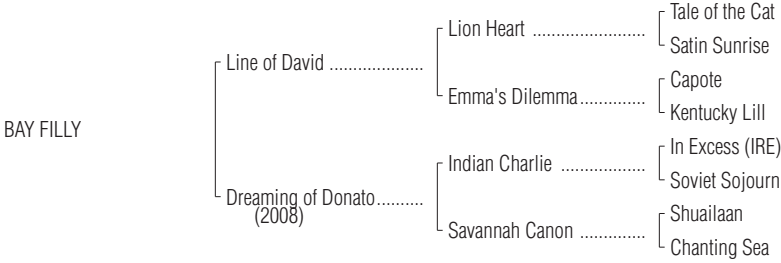 Tale of the Cat
Lion Heart ........................
Satin Sunrise
Line of David ....................
Capote
Emma's Dilemma..............
Kentucky Lill
BAY FILLY
In Excess (IRE)
Indian Charlie ..................
Soviet Sojourn
Dreaming of Donato..........
(2008)
Shuailaan
Savannah Canon ..............
Chanting Sea